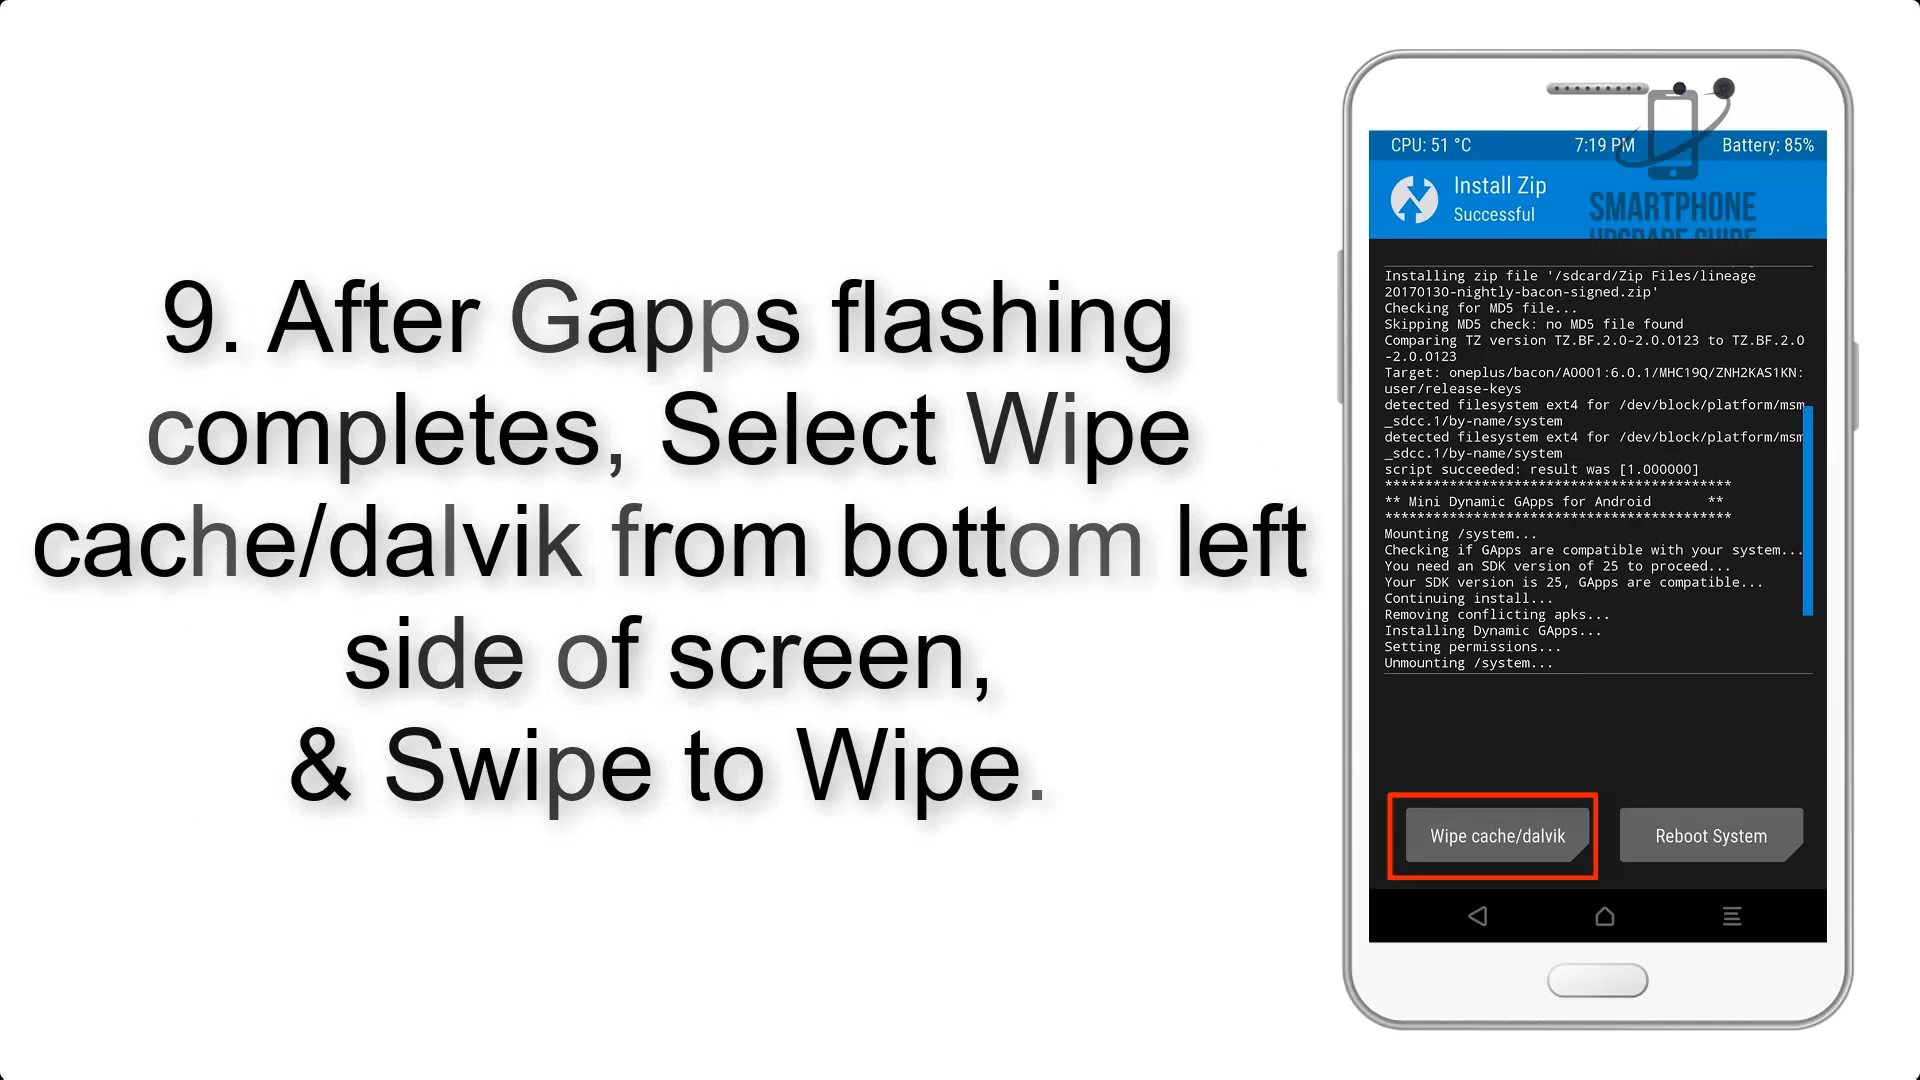 9. After Gapps flashing
completes, Select Wipe
cache/dalvik from bottom left
side of screen,
& Swipe to Wipe.
CPU: 51 °C 7:19 PM Battery: 85%
Install Zip
Successful
SMARTPHONE
UPGRADE GUIDE
Installing zip file '/sdcard/Zip Files/lineage
20170130-nightly-bacon-signed.zip'
Checking for MD5 file...
Skipping MD5 check: no MD5 file found
Comparing TZ version TZ.BF.2.0-2.0.0123 to TZ.BF.2.0
-2.0.0123
Target: oneplus/bacon/A0001:6.0.1/MHC19Q/ZNH2KAS1KN:
user/release-keys
detected filesystem ext4 for /dev/block/platform/msm
_sdcc.1/by-name/system
detected filesystem ext4 for /dev/block/platform/msm
_sdcc.1/by-name/system
script succeeded: result was [1.000000]
******************************************
** Mini Dynamic GApps for Android **
******************************************
Mounting /system...
Checking if GApps are compatible with your system...
You need an SDK version of 25 to proceed...
Your SDK version is 25, GApps are compatible...
Continuing install...
Removing conflicting apks...
Installing Dynamic GApps...
Setting permissions...
Unmounting /system...
Wipe cache/dalvik Reboot System